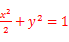 x²/2 + y² = 1